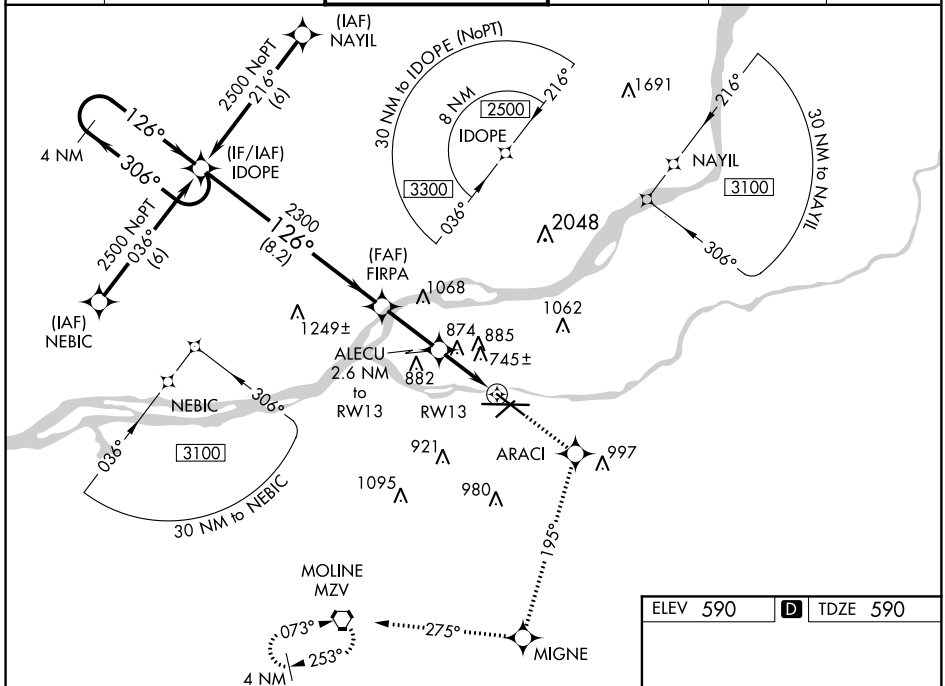 (IAF)
NAYIL
2500 NoPT
216°
(6)
30 NM to IDOPE (NoPT)
8 NM
2500
216°
IDOPE
3300
036°
1691
216°
NAYIL
3100
30 NM to NAYIL
306°
126°
4 NM
306°
(IF/IAF)
IDOPE
2500 NoPT
036°
(6)
(IAF)
NEBIC
2300
126°
(8.2)
2048
(FAF)
FIRPA
1068
1062
1249±
874
885
745±
ALECU
2.6 NM
to
RW13
882
RW13
NEBIC
306°
036°
3100
30 NM to NEBIC
921
ARACI
997
1095
980
195°
MOLINE
MZV
073°
253°
4 NM
275°
MIGNE
ELEV 590
D
TDZE 590